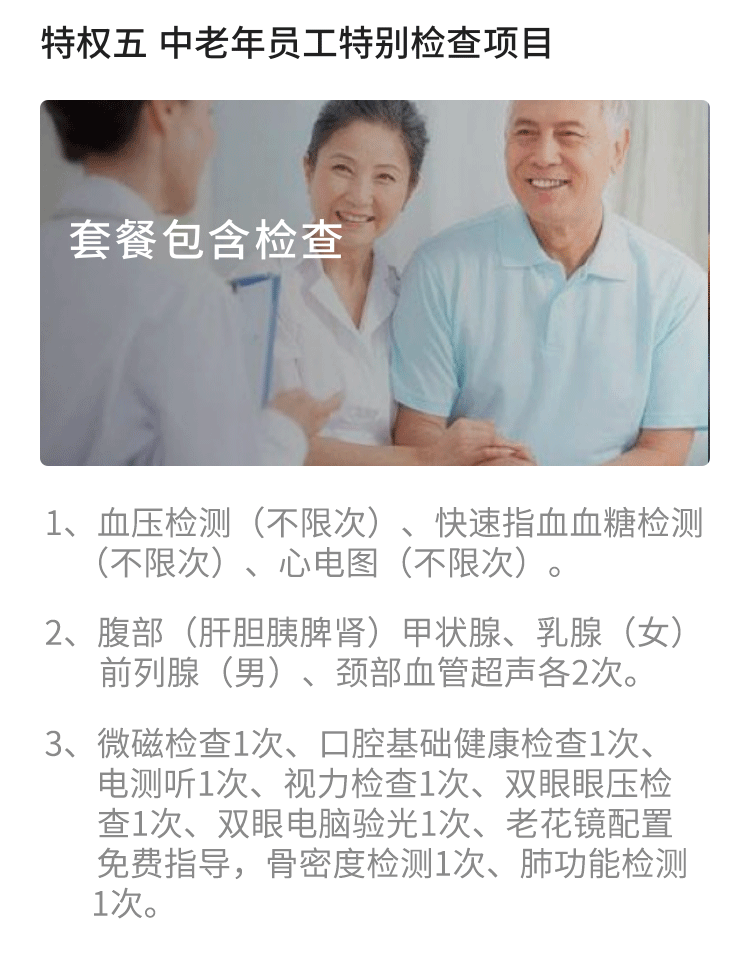 特权五 中老年员工特别检查项目
套餐包含检查
1、血压检测（不限次）、快速指血血糖检测
（不限次）、心电图（不限次）。
2、腹部（肝胆胰脾肾）甲状腺、乳腺（女）
前列腺（男）、颈部血管超声各2次。
3、微磁检查1次、口腔基础健康检查1次、
电测听1次、视力检查1次、双眼眼压检
查1次、双眼电脑验光1次、老花镜配置
免费指导，骨密度检测1次、肺功能检测
1次。